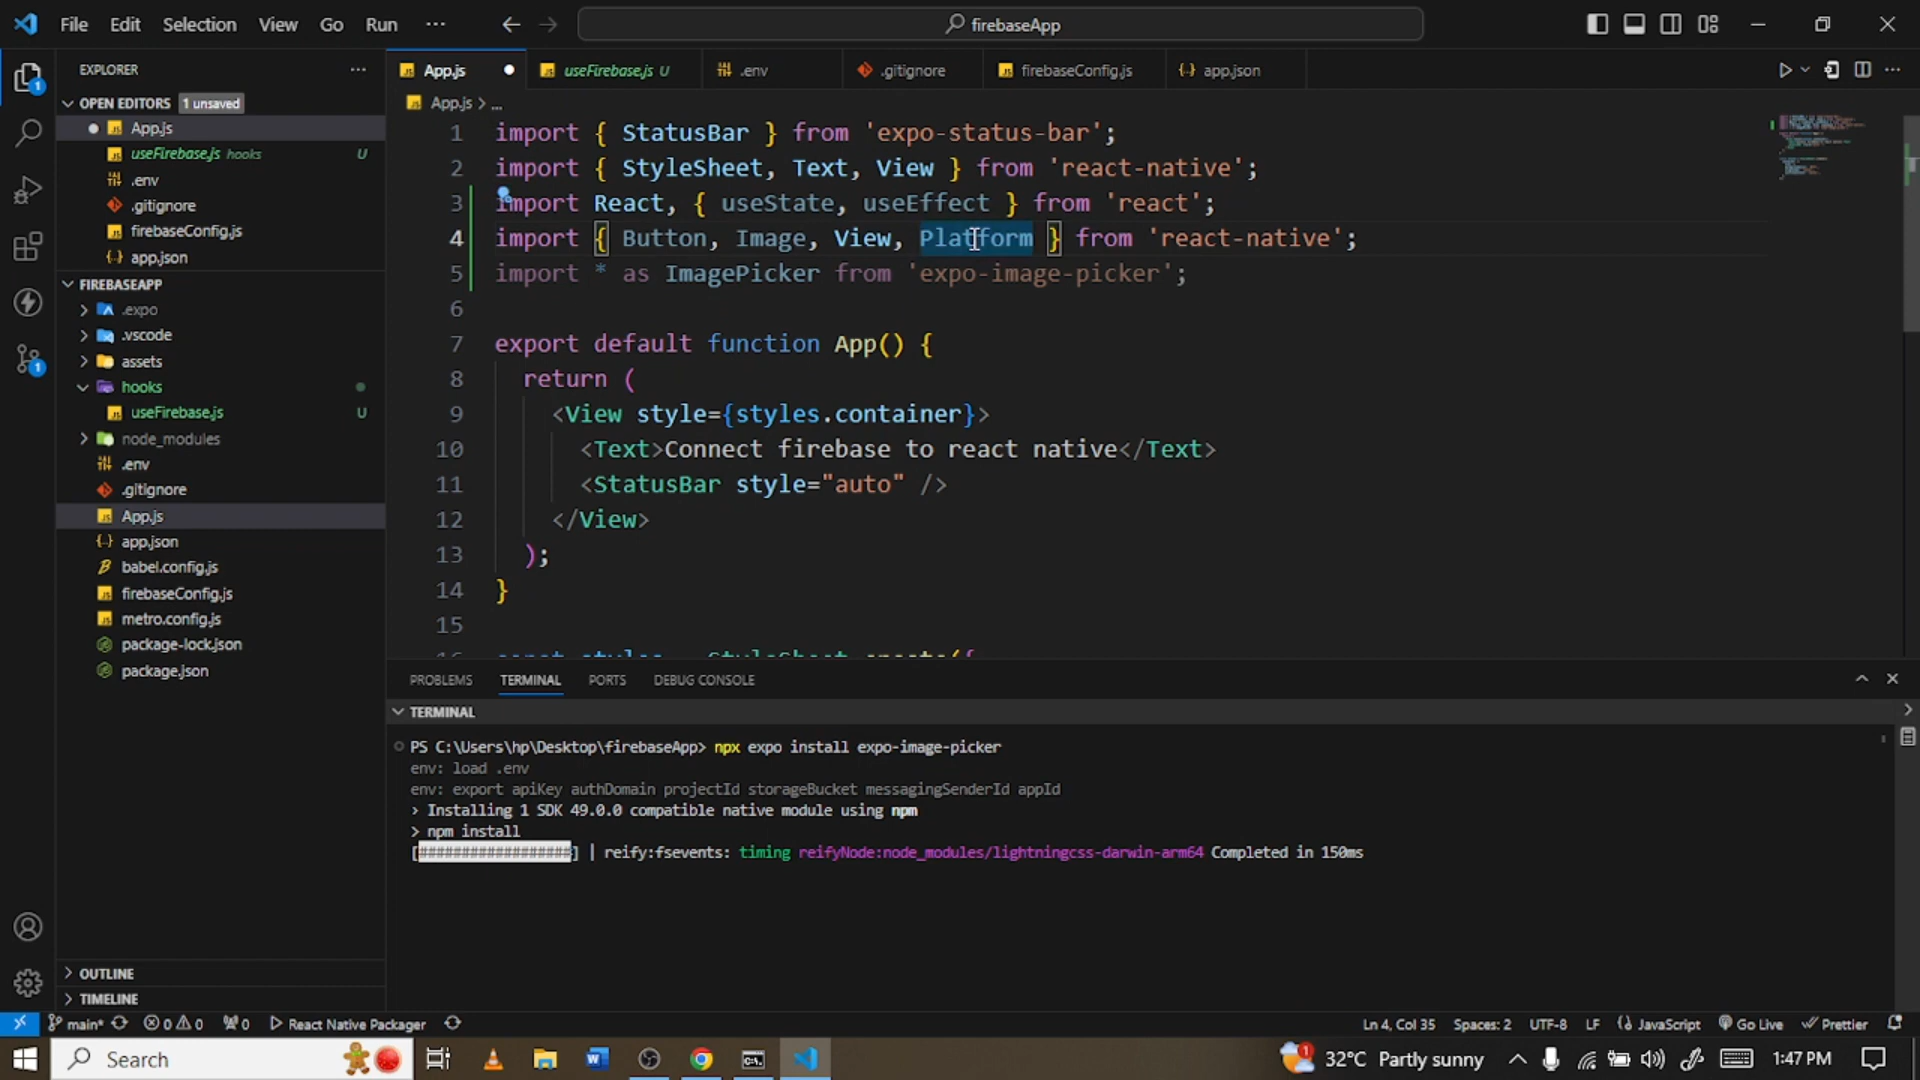 File Edit Selection View Go Run ··· firebaseApp
EXPLORER
OPEN EDITORS 1 unsaved
App.js
useFirebase.js hooks U
.env
.gitignore
firebaseConfig.js
app.json
FIREBASEAPP
.expo
.vscode
assets
hooks
useFirebase.js U
node_modules
.env
.gitignore
App.js
app.json
babel.config.js
firebaseConfig.js
metro.config.js
package-lock.json
package.json
OUTLINE
TIMELINE
App.js useFirebase.js U .env .gitignore firebaseConfig.js app.json
App.js > ...
1 import { StatusBar } from 'expo-status-bar';
2 import { StyleSheet, Text, View } from 'react-native';
3 import React, { useState, useEffect } from 'react';
4 import { Button, Image, View, Platform } from 'react-native';
5 import * as ImagePicker from 'expo-image-picker';
6
7 export default function App() {
8 return (
9 <View style={styles.container}>
10 <Text>Connect firebase to react native</Text>
11 <StatusBar style="auto" />
12 </View>
13 );
14 }
15
16 const styles = StyleSheet.create({
PROBLEMS TERMINAL PORTS DEBUG CONSOLE
TERMINAL
PS C:\Users\hp\Desktop\firebaseApp> npx expo install expo-image-picker
env: load .env
env: export apiKey authDomain projectId storageBucket messagingSenderId appId
› Installing 1 SDK 49.0.0 compatible native module using npm
> npm install
[##################] | reify:fsevents: timing reifyNode:node_modules/lightningcss-darwin-arm64 Completed in 150ms
main* 0 0 0 React Native Packager Ln 4, Col 35 Spaces: 2 UTF-8 LF JavaScript Go Live Prettier
Search 32°C Partly sunny 1:47 PM